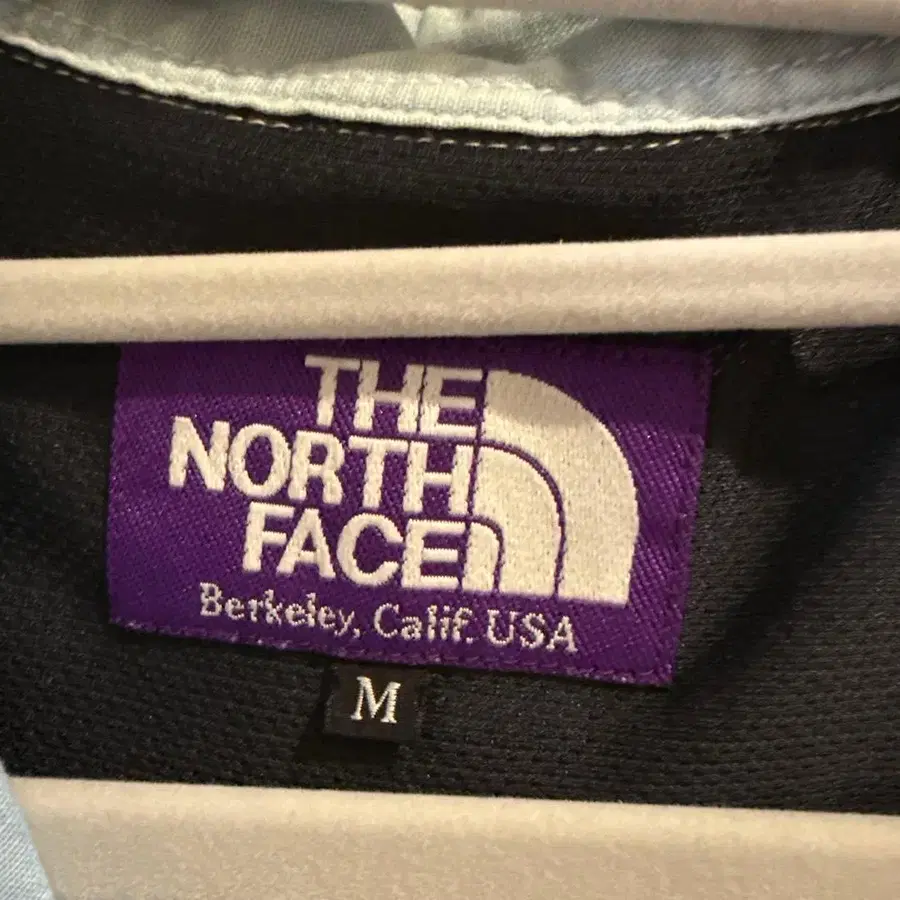 THE
NORTH
FACE
Berkeley, Calif. USA
M